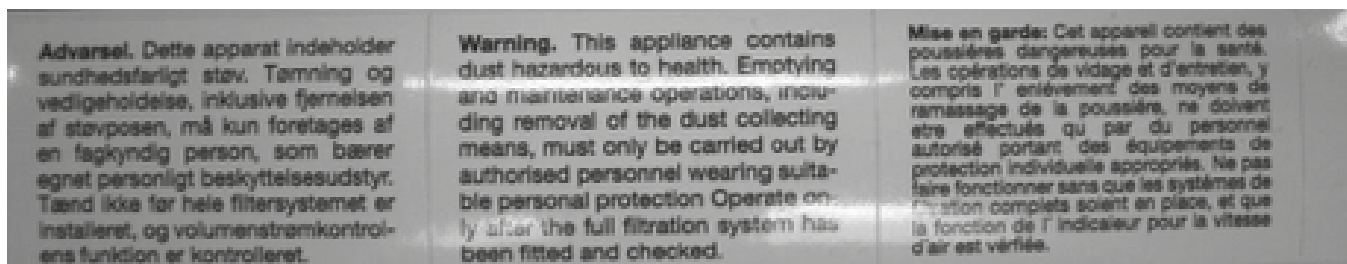 Advarsel. Dette apparat indeholder
sundhedsfarligt støv. Tømning og
vedligeholdelse, inklusive fjernelsen
af støvposen, må kun foretages af
en fagkyndig person, som bærer
egnet personligt beskyttelsesudstyr.
Tænd ikke før hele filtersystemet er
installeret, og volumenstrømkontrol-
ens funktion er kontrolleret.
Warning. This appliance contains
dust hazardous to health. Emptying
and maintenance operations, inclu-
ding removal of the dust collecting
means, must only be carried out by
authorised personnel wearing suita-
ble personal protection Operate on-
ly after the full filtration system has
been fitted and checked.
Mise en garde: Cet appareil contient des
poussières dangereuses pour la santé.
Les opérations de vidage et d'entretien, y
compris l' enlèvement des moyens de
ramassage de la poussière, ne doivent
etre effectués qu par du personnel
autorisé portant des équipements de
protection individuelle appropriés. Ne pas
faire fonctionner sans que les systèmes de
filtration complets soient en place, et que
la fonction de l' indicaleur pour la vitesse
d'air est vérfiée.